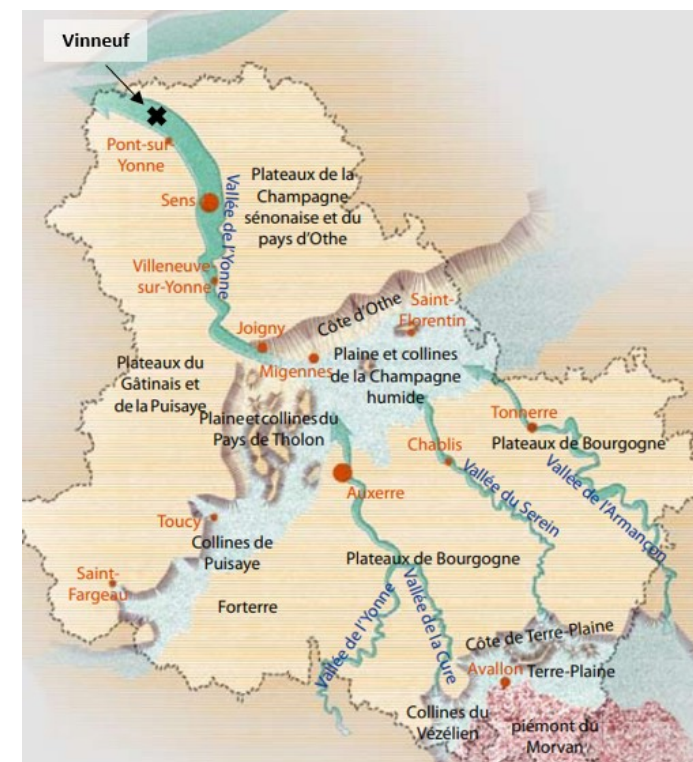 Vinneuf
Pont-sur-
Yonne
Sens
Plateaux de la
Champagne
sénonaise et du
pays d'Othe
Vallée de l'Yonne
Villeneuve-
sur-Yonne
Joigny
Côte d'Othe
Saint-
Florentin
Migennes
Plaine et collines
de la Champagne
humide
Plateaux du
Gâtinais et
de la Puisaye
Plaine et collines du
Pays de Tholon
Tonnerre
Chablis
Plateaux de Bourgogne
Auxerre
Vallée du Serein
Vallée de l'Armançon
Toucy
Collines de
Puisaye
Plateaux de Bourgogne
Saint-
Fargeau
Forterre
Vallée de l'Yonne
Vallée de la Cure
Côte de Terre-Plaine
Avallon
Terre-Plaine
Collines du
Vézélien
piémont du
Morvan